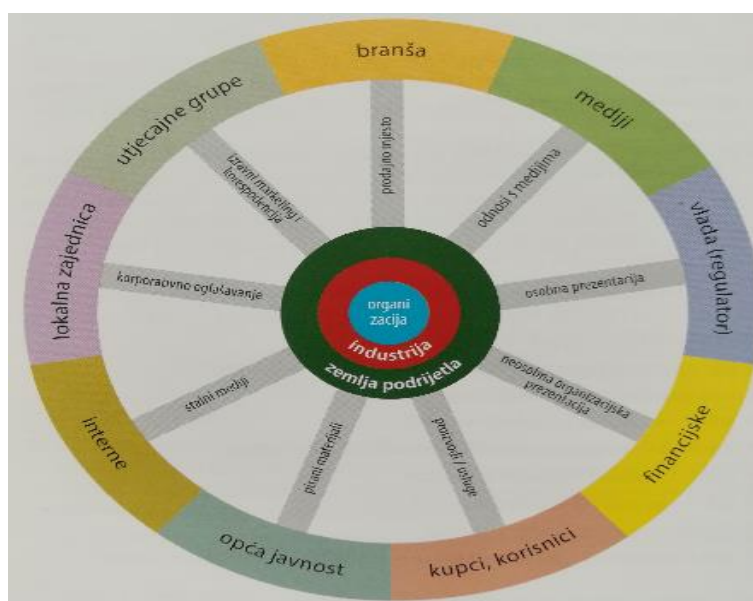 branša
mediji
vlada (regulator)
financijske
kupci, korisnici
opća javnost
interne
lokalna zajednica
utjecajne grupe
prodajno mjesto
odnosi s medijima
osobna prezentacija
neosobna organizacijska
prezentacija
proizvodi / usluge
pisani materijali
stalni mediji
korporativno oglašavanje
izravni marketing i
korespodencija
organi
zacija
industrija
zemlja podrijetla